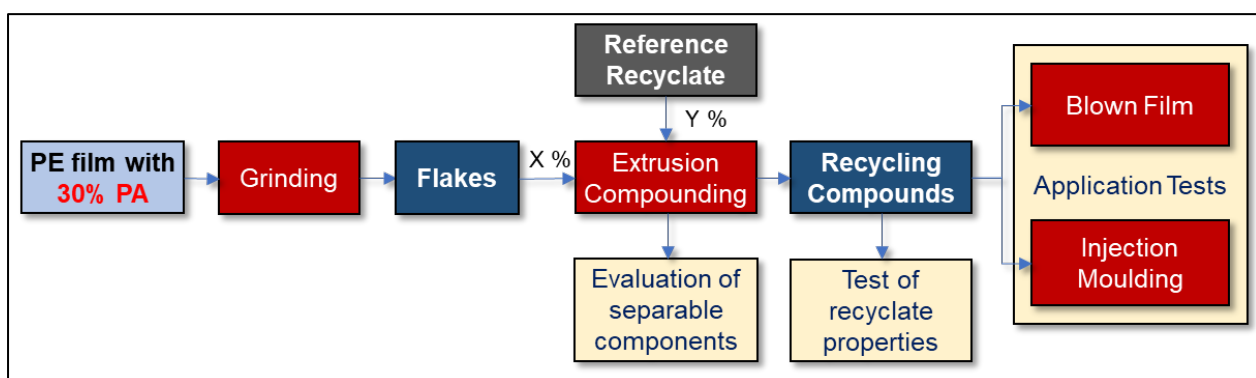 Reference
Recyclate
Y %
PE film with
30% PA
Grinding
Flakes
X %
Extrusion
Compounding
Recycling
Compounds
Blown Film
Application Tests
Injection
Moulding
Evaluation of
separable
components
Test of
recyclate
properties